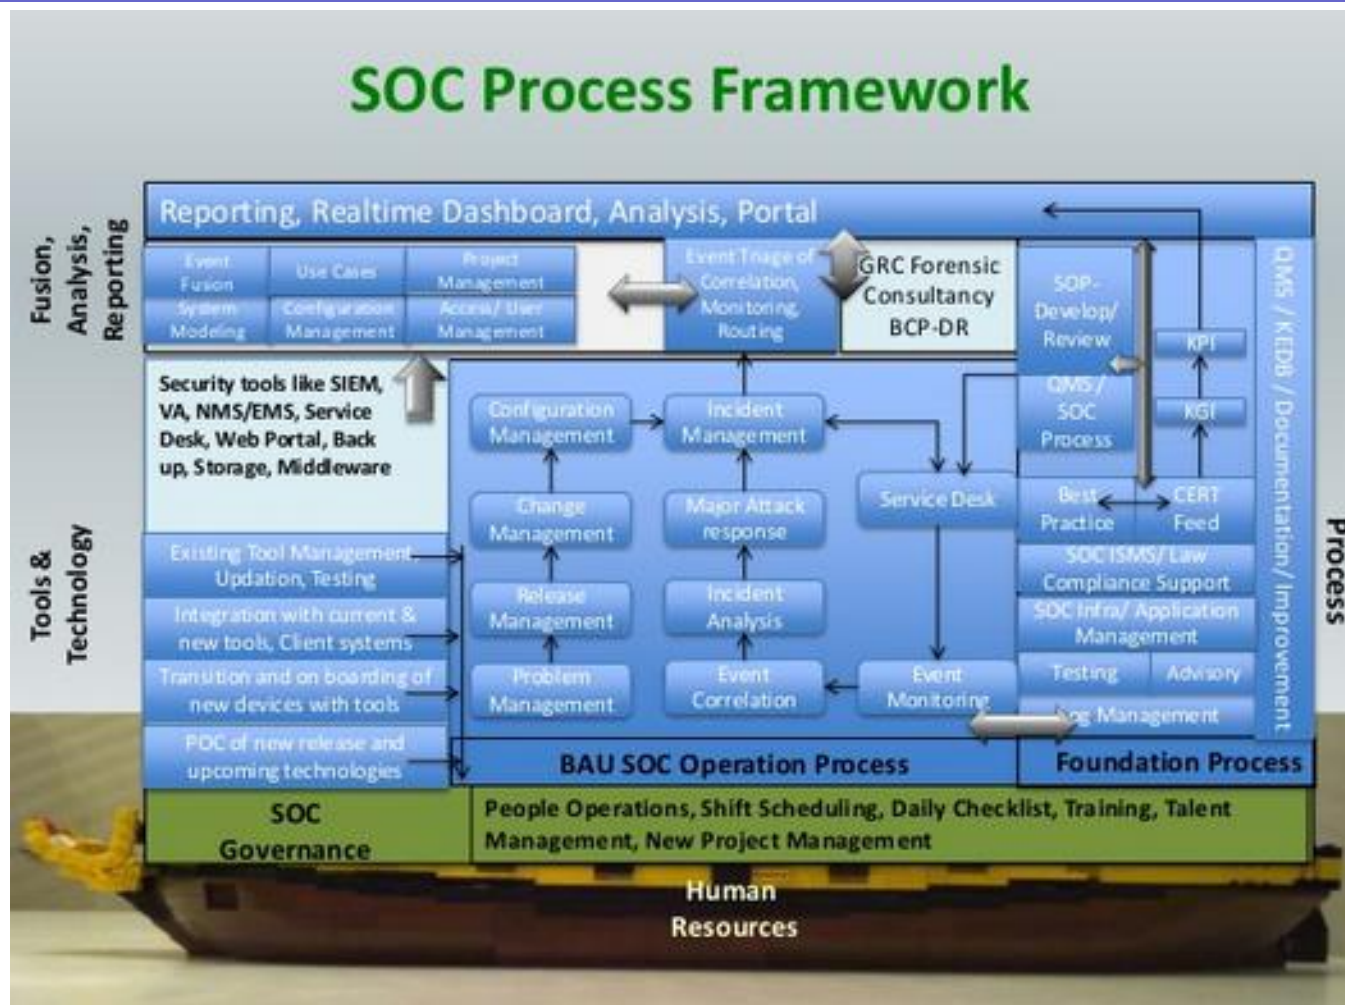 SOC Process Framework
Fusion,
Analysis,
Reporting
Reporting, Realtime Dashboard, Analysis, Portal
Event
Fusion
Use Cases
Project
Management
System
Modeling
Configuration
Management
Access/ User
Management
Event Triage of
Correlation,
Monitoring,
Routing
GRC Forensic
Consultancy
BCP-DR
SOP-
Develop/
Review
KPI
QMS /
SOC
Process
KGI
Best
Practice
CERT
Feed
SOC ISMS/ Law
Compliance Support
SOC Infra/ Application
Management
Testing
Advisory
Log Management
QMS / KEDB / Documentation/ Improvement
Process
Tools &
Technology
Security tools like SIEM,
VA, NMS/EMS, Service
Desk, Web Portal, Back
up, Storage, Middleware
Existing Tool Management,
Updation, Testing
Integration with current &
new tools, Client systems
Transition and on boarding of
new devices with tools
POC of new release and
upcoming technologies
Configuration
Management
Incident
Management
Change
Management
Major Attack
response
Service Desk
Release
Management
Incident
Analysis
Problem
Management
Event
Correlation
Event
Monitoring
BAU SOC Operation Process
Foundation Process
SOC
Governance
People Operations, Shift Scheduling, Daily Checklist, Training, Talent
Management, New Project Management
Human
Resources